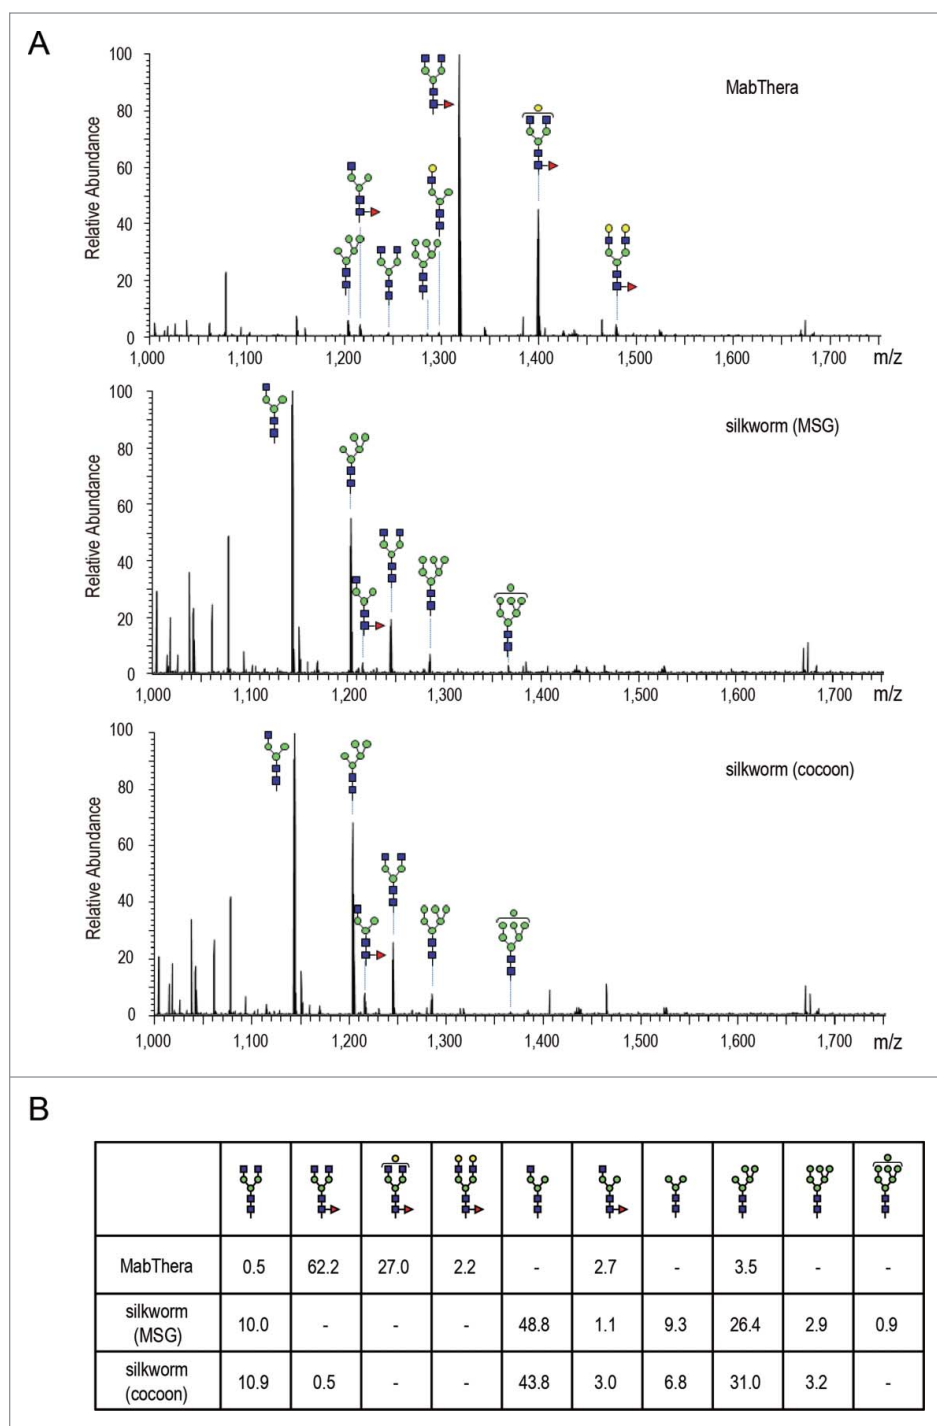 A
MabThera
Relative Abundance
100
80
60
40
20
0
1,000 1,100 1,200 1,300 1,400 1,500 1,600 1,700 m/z
silkworm (MSG)
Relative Abundance
100
80
60
40
20
0
1,000 1,100 1,200 1,300 1,400 1,500 1,600 1,700 m/z
silkworm (cocoon)
Relative Abundance
100
80
60
40
20
0
1,000 1,100 1,200 1,300 1,400 1,500 1,600 1,700 m/z
B
MabThera 0.5 62.2 27.0 2.2 - 2.7 - 3.5 - -
silkworm
(MSG) 10.0 - - - 48.8 1.1 9.3 26.4 2.9 0.9
silkworm
(cocoon) 10.9 0.5 - - 43.8 3.0 6.8 31.0 3.2 -